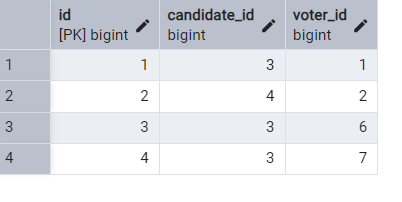 id candidate_id voter_id
[PK] bigint bigint bigint
1 1 3 1
2 2 4 2
3 3 3 6
4 4 3 7